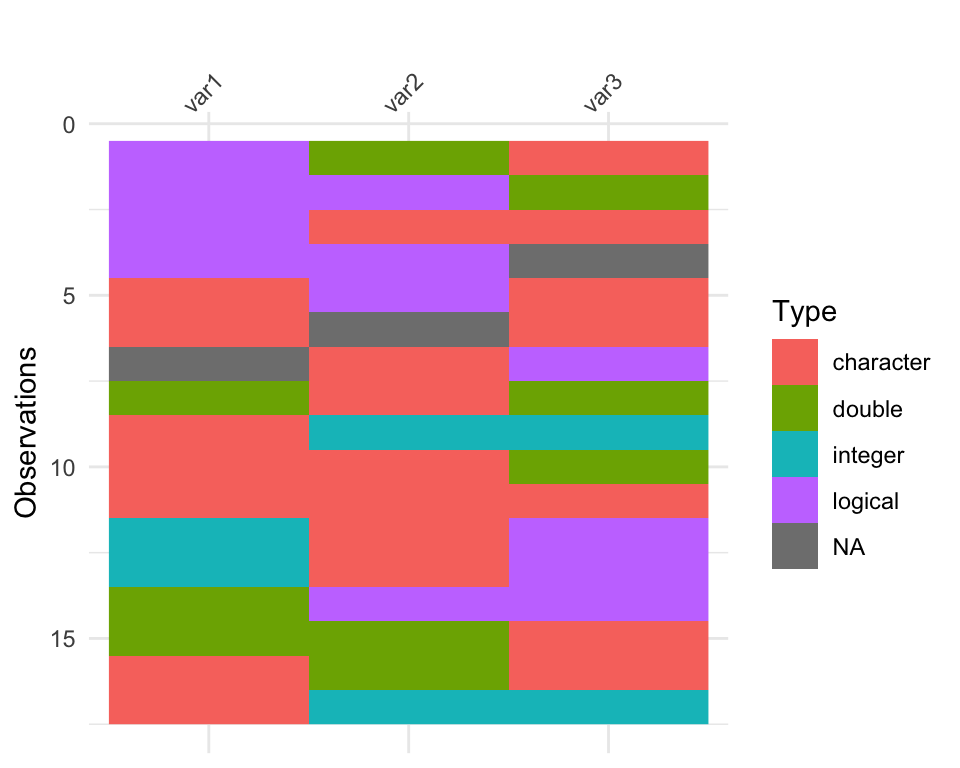 var1 var2 var3
0
5
10
15
Observations
Type
character
double
integer
logical
NA